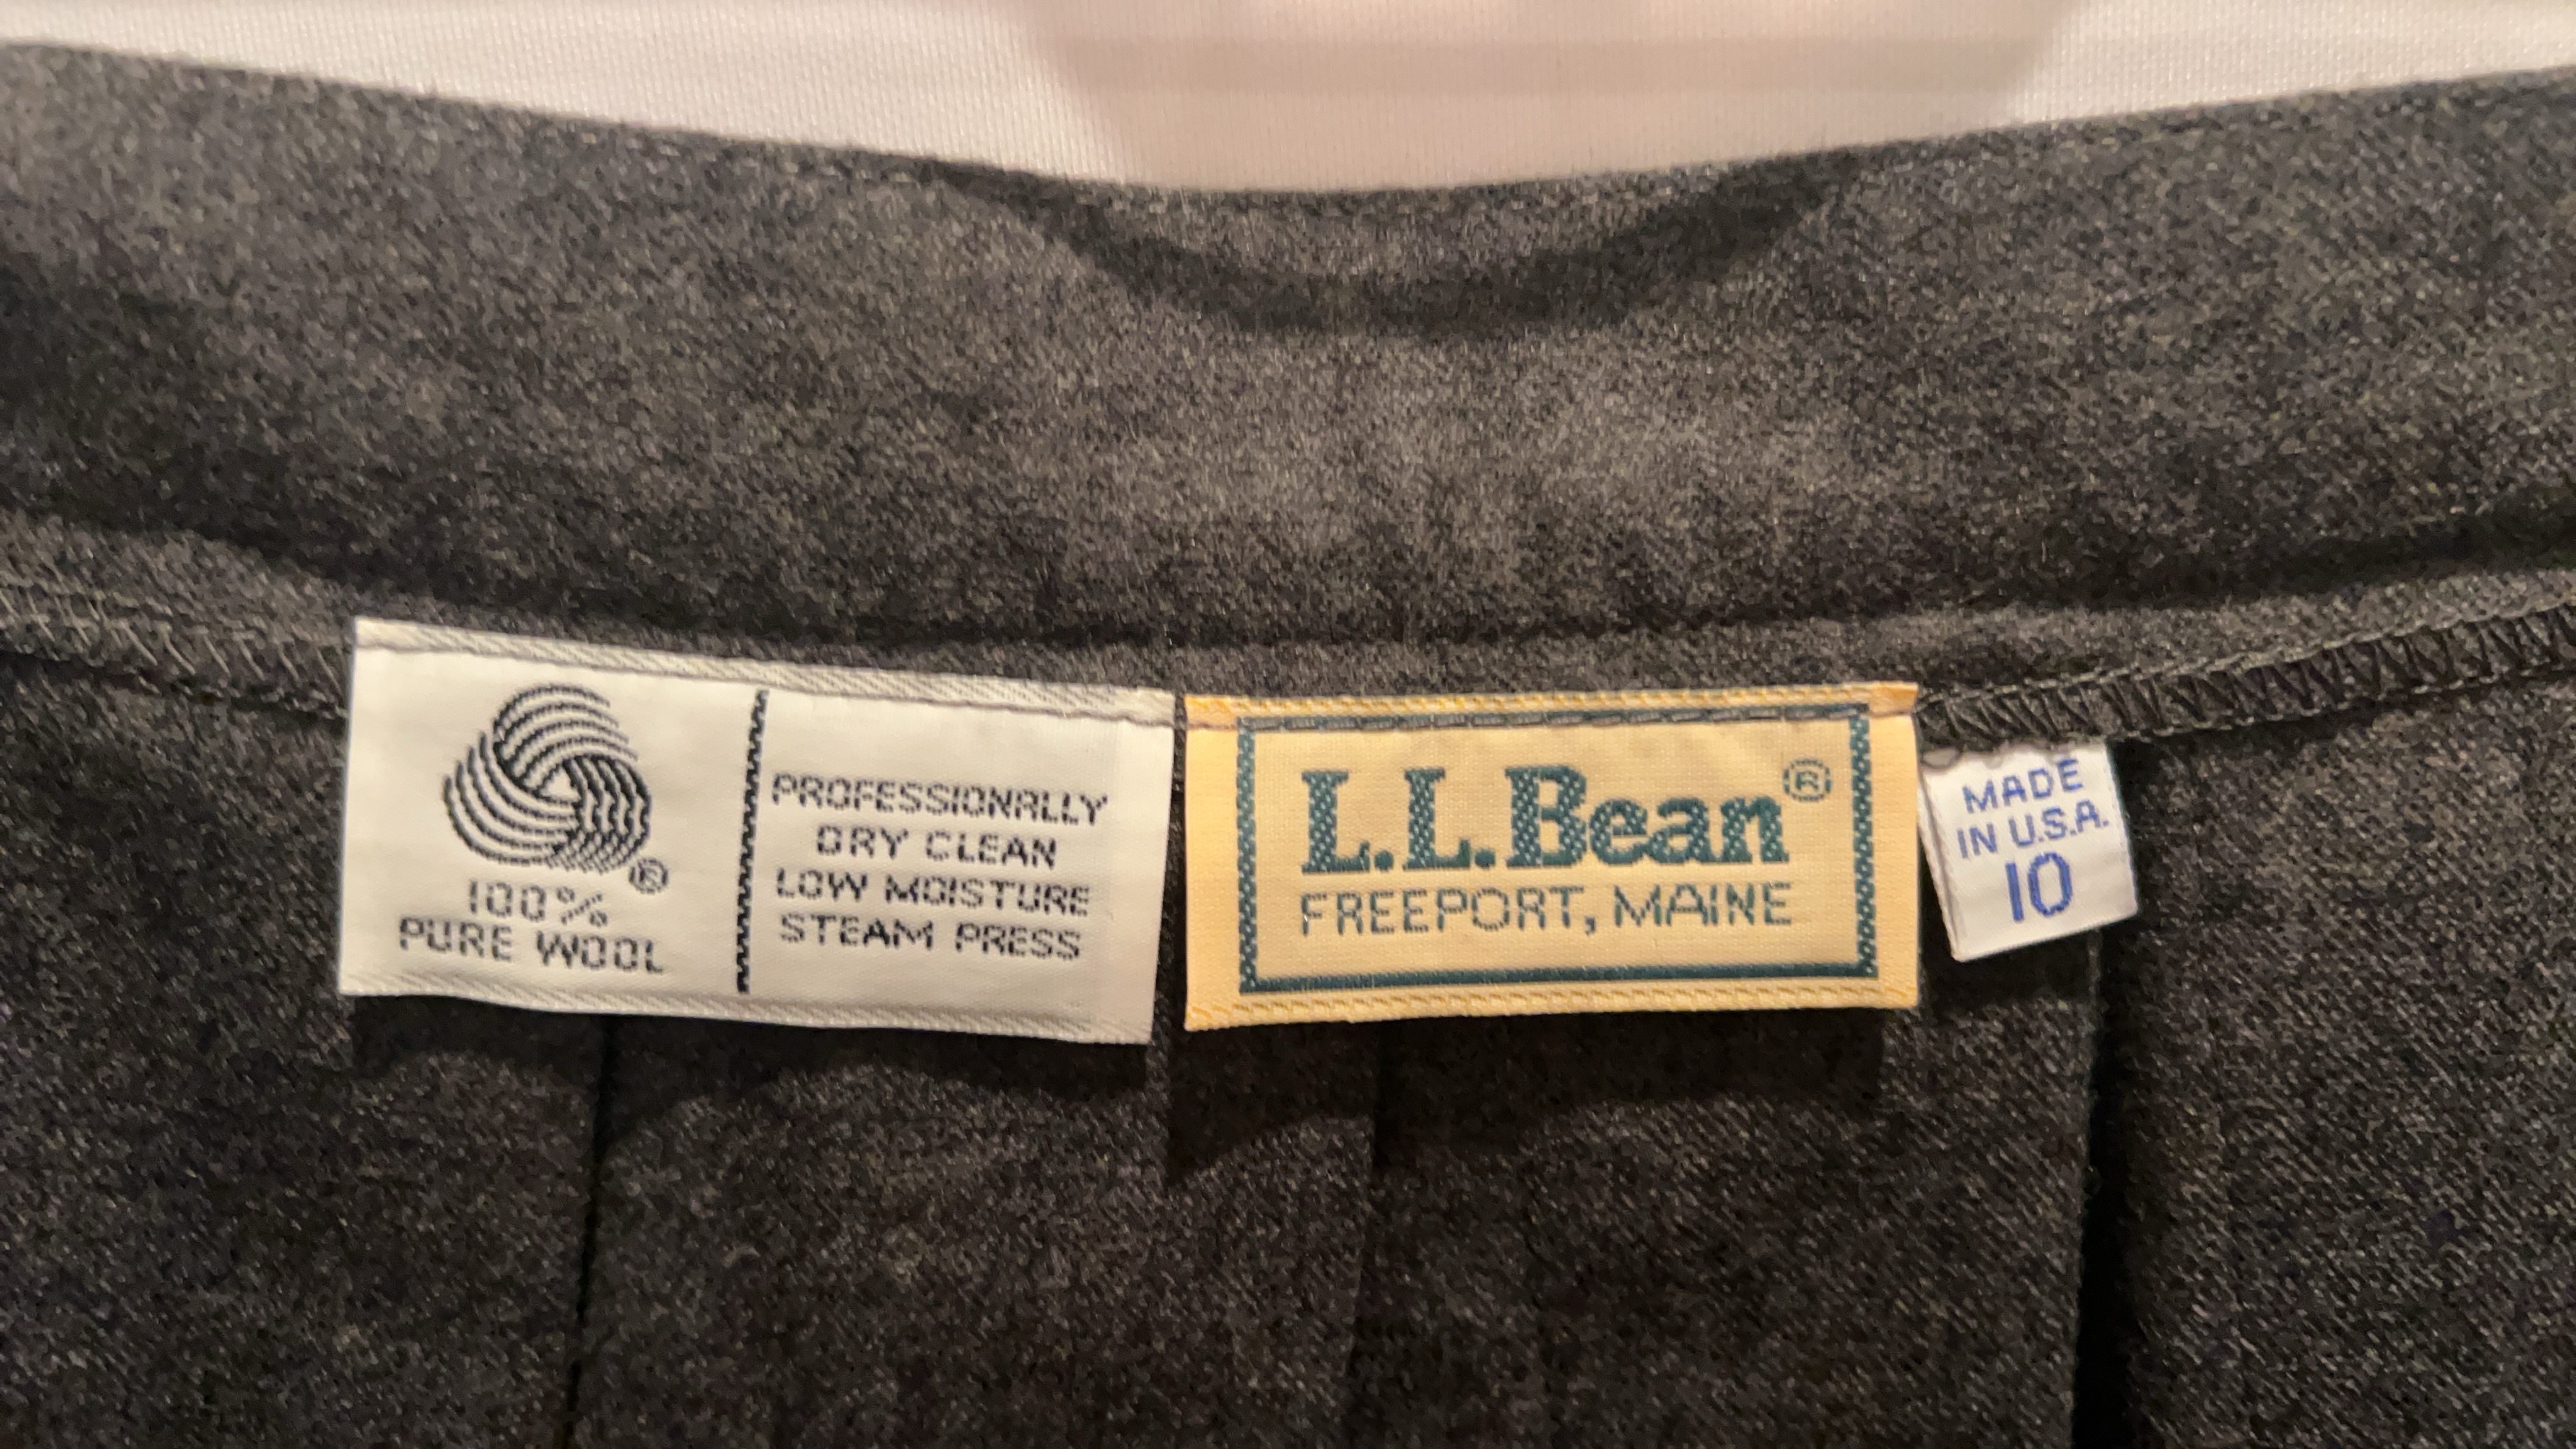 100%
PURE WOOL
PROFESSIONALLY
DRY CLEAN
LOW MOISTURE
STEAM PRESS
L.L.Bean®
FREEPORT, MAINE
MADE
IN U.S.A.
10